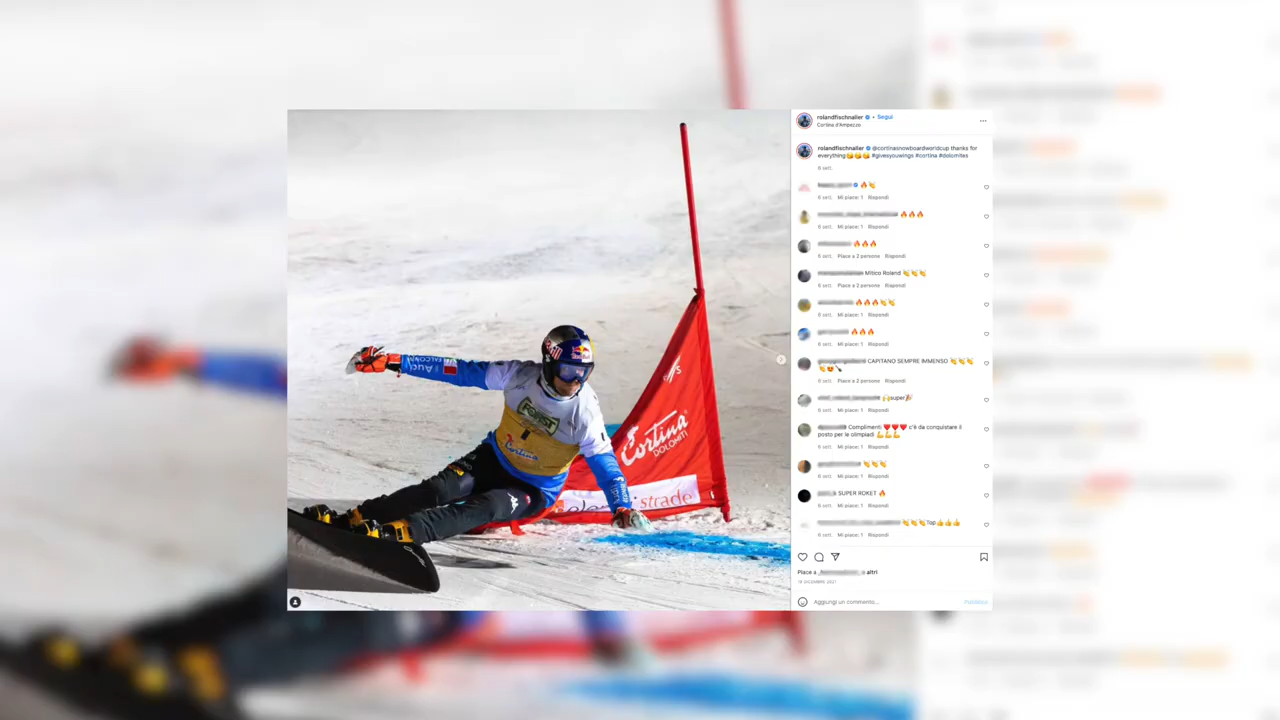 rolandfischnaller • Segui
Cortina d'Ampezzo
rolandfischnaller @cortinasnowboardworldcup thanks for
everything😘😘😘 #givesyouwings #cortina #dolomites
6 sett.
🔥👏
6 sett. Mi piace: 1 Rispondi
🔥🔥🔥
6 sett. Mi piace: 1 Rispondi
🔥🔥🔥
6 sett. Piace a 2 persone Rispondi
Mitico Roland 👏👏👏
6 sett. Piace a 2 persone Rispondi
🔥🔥🔥👏👏
6 sett. Mi piace: 1 Rispondi
🔥🔥🔥
6 sett. Mi piace: 1 Rispondi
CAPITANO SEMPRE IMMENSO 👏👏👏
👏😍🍾
6 sett. Piace a 2 persone Rispondi
🙌super🎉
6 sett. Mi piace: 1 Rispondi
Complimenti ❤️❤️❤️ c'è da conquistare il
posto per le olimpiadi 💪💪💪
6 sett. Mi piace: 1 Rispondi
👏👏👏
6 sett. Mi piace: 1 Rispondi
SUPER ROKET 🔥
6 sett. Mi piace: 1 Rispondi
👏👏👏Top👍👍👍
6 sett. Mi piace: 1 Rispondi
Piace a e altri
18 DICEMBRE 2021
Aggiungi un commento...
Pubblica
Red Bull
FORST
1
Cortina
Cortina
DOLOMITI
strade